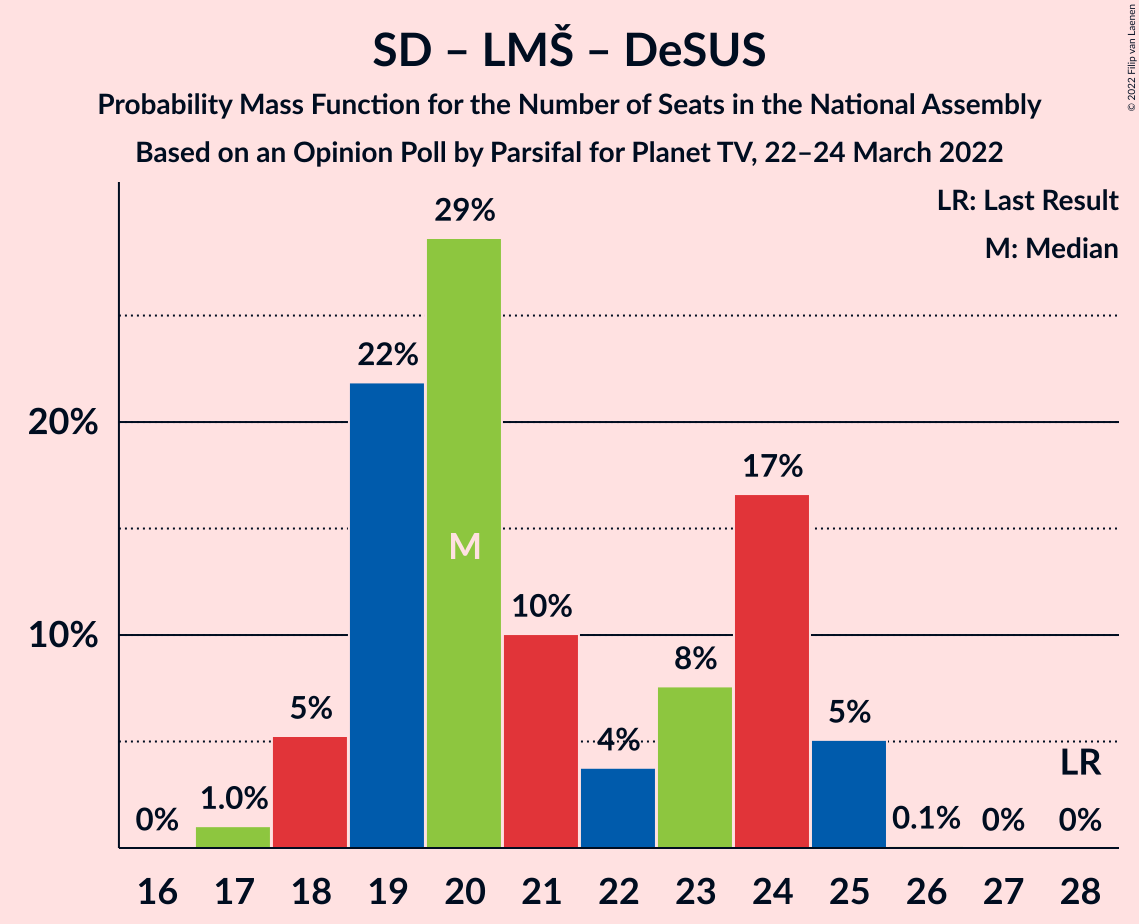 SD – LMŠ – DeSUS
Probability Mass Function for the Number of Seats in the National Assembly
Based on an Opinion Poll by Parsifal for Planet TV, 22–24 March 2022
© 2022 Filip van Laenen
LR: Last Result
M: Median
29%
22%
20%
17%
M
10%
10%
8%
5%
5%
4%
LR
1.0%
0%
0.1%
0%
0%
16 17 18 19 20 21 22 23 24 25 26 27 28